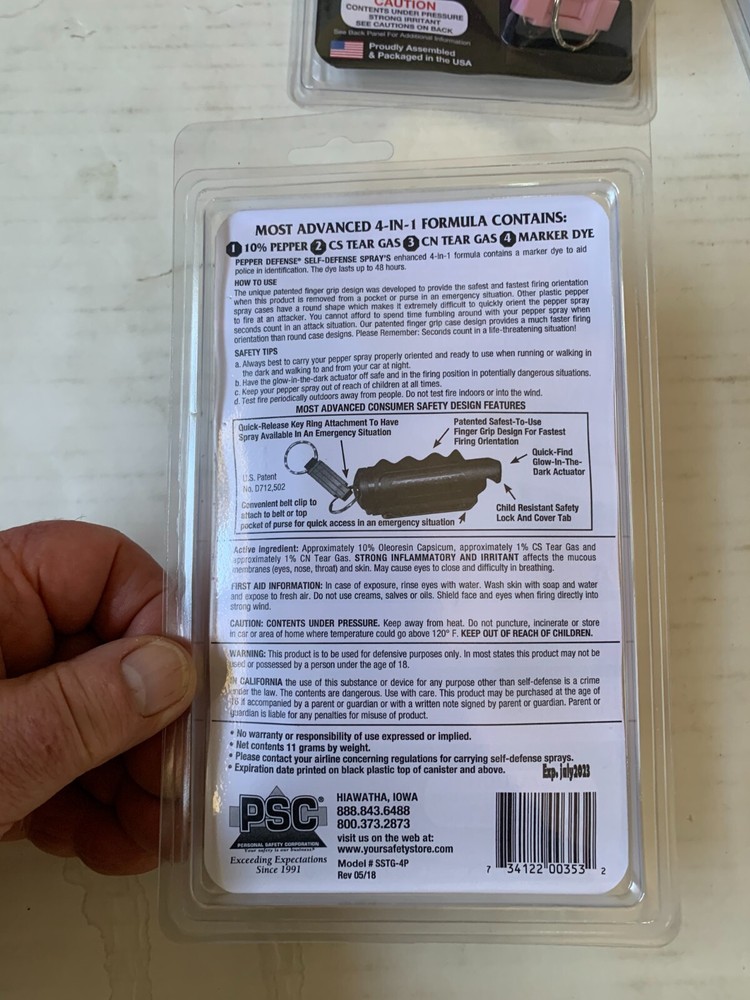 CAUTION
CONTENTS UNDER PRESSURE
STRONG IRRITANT
SEE CAUTIONS ON BACK
See Back Panel For Additional Information
Proudly Assembled
& Packaged in the USA
MOST ADVANCED 4-IN-1 FORMULA CONTAINS:
1 10% PEPPER 2 CS TEAR GAS 3 CN TEAR GAS 4 MARKER DYE
PEPPER DEFENSE® SELF-DEFENSE SPRAY'S enhanced 4-in-1 formula contains a marker dye to aid
police in identification. The dye lasts up to 48 hours.
HOW TO USE
The unique patented finger grip design was developed to provide the safest and fastest firing orientation
when this product is removed from a pocket or purse in an emergency situation. Other plastic pepper
spray cases have a round shape which makes it extremely difficult to quickly orient the pepper spray
to fire at an attacker. You cannot afford to spend time fumbling around with your pepper spray when
seconds count in an attack situation. Our patented finger grip case design provides a much faster firing
orientation than round case designs. Please Remember: Seconds count in a life-threatening situation!
SAFETY TIPS
a. Always best to carry your pepper spray properly oriented and ready to use when running or walking in
the dark and walking to and from your car at night.
b. Have the glow-in-the-dark actuator off safe and in the firing position in potentially dangerous situations.
c. Keep your pepper spray out of reach of children at all times.
d. Test fire periodically outdoors away from people. Do not test fire indoors or into the wind.
MOST ADVANCED CONSUMER SAFETY DESIGN FEATURES
Quick-Release Key Ring Attachment To Have
Spray Available In An Emergency Situation
Patented Safest-To-Use
Finger Grip Design For Fastest
Firing Orientation
Quick-Find
Glow-In-The-
Dark Actuator
U.S. Patent
No. D712,502
Convenient belt clip to
attach to belt or top
pocket of purse for quick access in an emergency situation
Child Resistant Safety
Lock And Cover Tab
Active Ingredient: Approximately 10% Oleoresin Capsicum, approximately 1% CS Tear Gas and
approximately 1% CN Tear Gas. STRONG INFLAMMATORY AND IRRITANT affects the mucous
membranes (eyes, nose, throat) and skin. May cause eyes to close and difficulty in breathing.
FIRST AID INFORMATION: In case of exposure, rinse eyes with water. Wash skin with soap and water
and expose to fresh air. Do not use creams, salves or oils. Shield face and eyes when firing directly into
strong wind.
CAUTION: CONTENTS UNDER PRESSURE. Keep away from heat. Do not puncture, incinerate or store
in car or area of home where temperature could go above 120° F. KEEP OUT OF REACH OF CHILDREN.
WARNING: This product is to be used for defensive purposes only. In most states this product may not be
used or possessed by a person under the age of 18.
IN CALIFORNIA the use of this substance or device for any purpose other than self-defense is a crime
under the law. The contents are dangerous. Use with care. This product may be purchased at the age of
16 if accompanied by a parent or guardian or with a written note signed by parent or guardian. Parent or
guardian is liable for any penalties for misuse of product.
• No warranty or responsibility of use expressed or implied.
• Net contents 11 grams by weight.
• Please contact your airline concerning regulations for carrying self-defense sprays.
• Expiration date printed on black plastic top of canister and above.
Exp. july2023
PSC®
PERSONAL SAFETY CORPORATION
"Your safety is our business"
Exceeding Expectations
Since 1991
HIAWATHA, IOWA
888.843.6488
800.373.2873
visit us on the web at:
www.yoursafetystore.com
Model # SSTG-4P
Rev 05/18
7 34122 00353 2